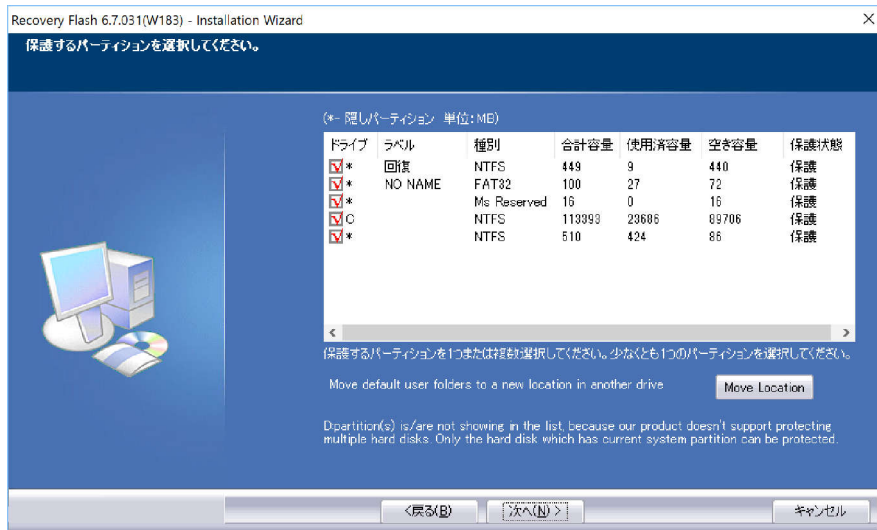 Recovery Flash 6.7.031(W183) - Installation Wizard
保護するパーティションを選択してください。
(*- 隠しパーティション 単位: MB)
ドライブ ラベル 種別 合計容量 使用済容量 空き容量 保護状態
* 回復 NTFS 449 9 440 保護
* NO NAME FAT32 100 27 72 保護
* Ms Reserved 16 0 16 保護
C NTFS 113393 23686 89706 保護
* NTFS 510 424 86 保護
保護するパーティションを1つまたは複数選択してください。少なくとも1つのパーティションを選択してください。
Move default user folders to a new location in another drive
Move Location
D:partition(s) is/are not showing in the list, because our product doesn't support protecting
multiple hard disks. Only the hard disk which has current system partition can be protected.
<戻る(B) 次へ(N) > キャンセル